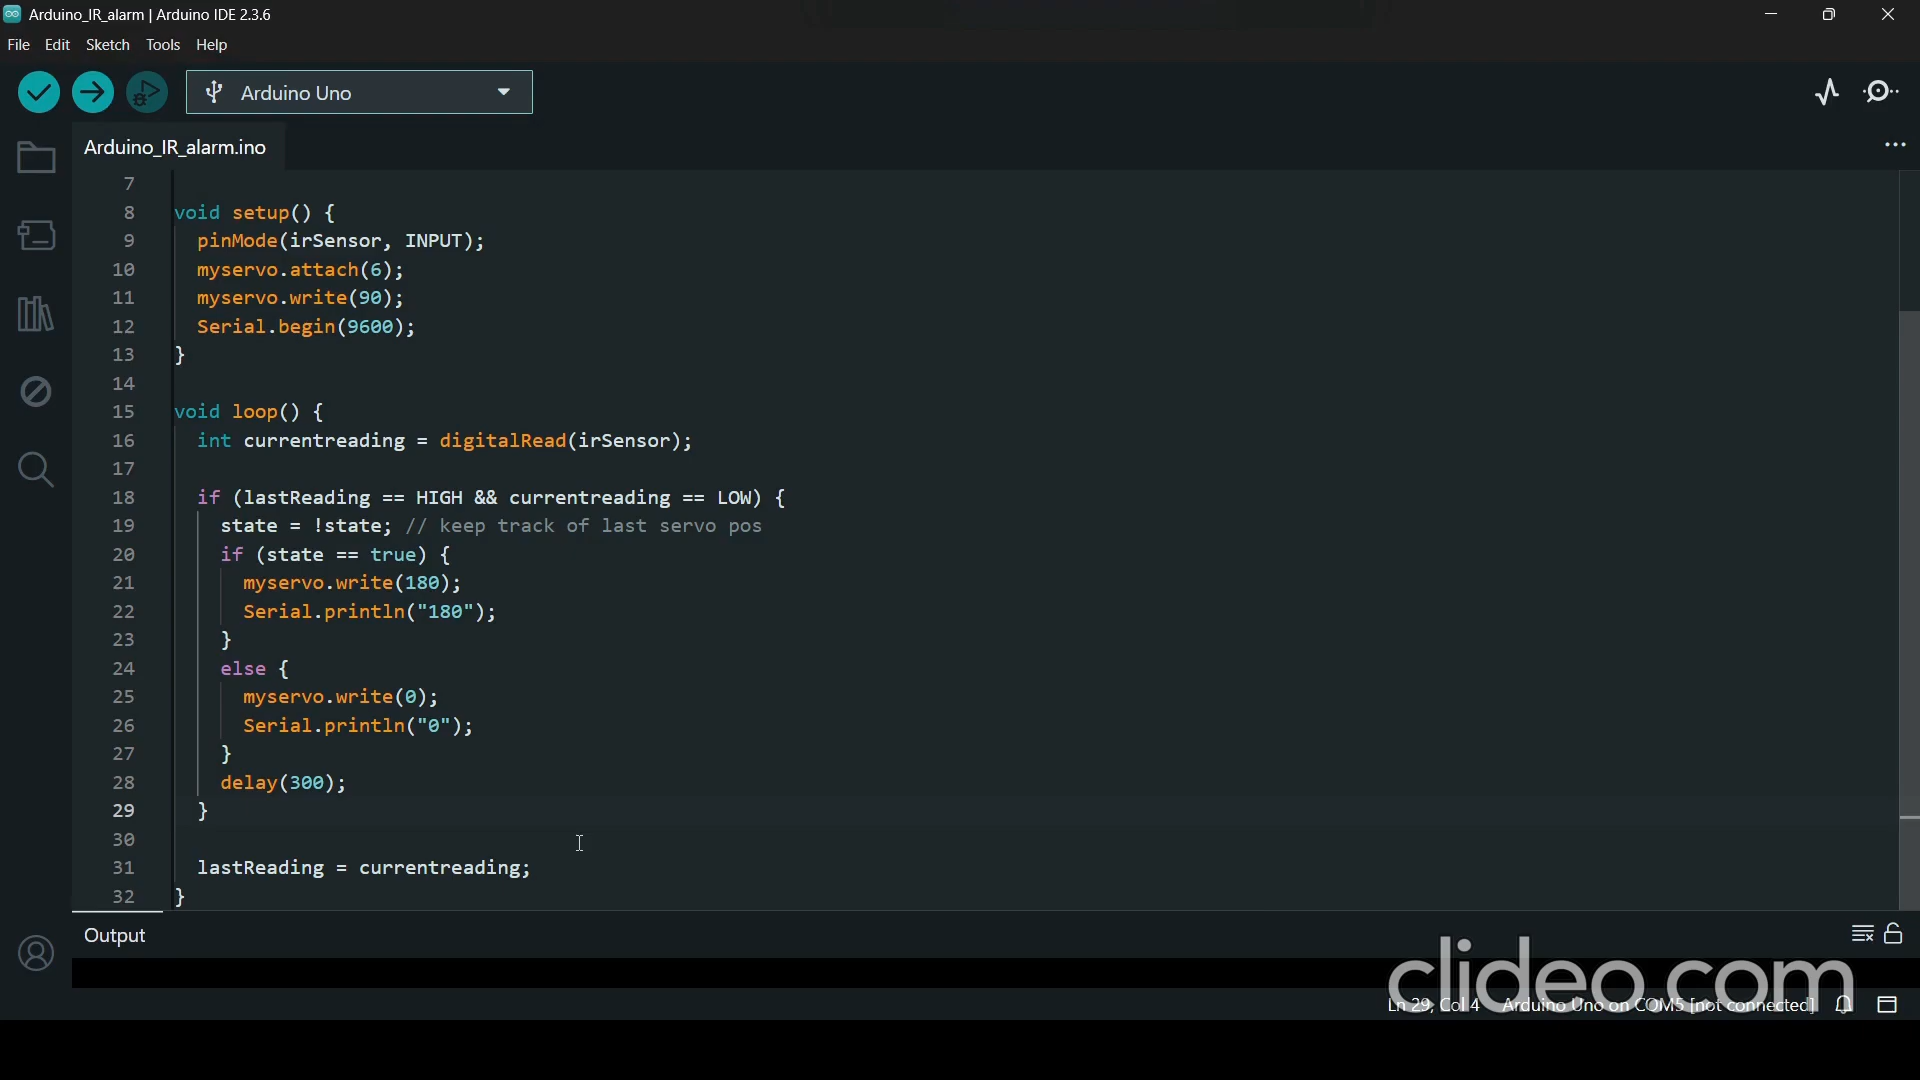 Arduino_IR_alarm | Arduino IDE 2.3.6
File Edit Sketch Tools Help
Arduino Uno
Arduino_IR_alarm.ino
7
8 void setup() {
9 pinMode(irSensor, INPUT);
10 myservo.attach(6);
11 myservo.write(90);
12 Serial.begin(9600);
13 }
14
15 void loop() {
16 int currentreading = digitalRead(irSensor);
17
18 if (lastReading == HIGH && currentreading == LOW) {
19 state = !state; // keep track of last servo pos
20 if (state == true) {
21 myservo.write(180);
22 Serial.println("180");
23 }
24 else {
25 myservo.write(0);
26 Serial.println("0");
27 }
28 delay(300);
29 }
30
31 lastReading = currentreading;
32 }
Output
clideo.com
Ln 29, Col 4 Arduino Uno on COM5 [not connected]